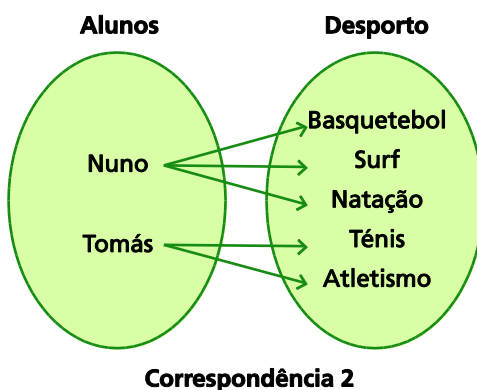 Alunos
Desporto
Nuno
Tomás
Basquetebol
Surf
Natação
Ténis
Atletismo
Correspondência 2